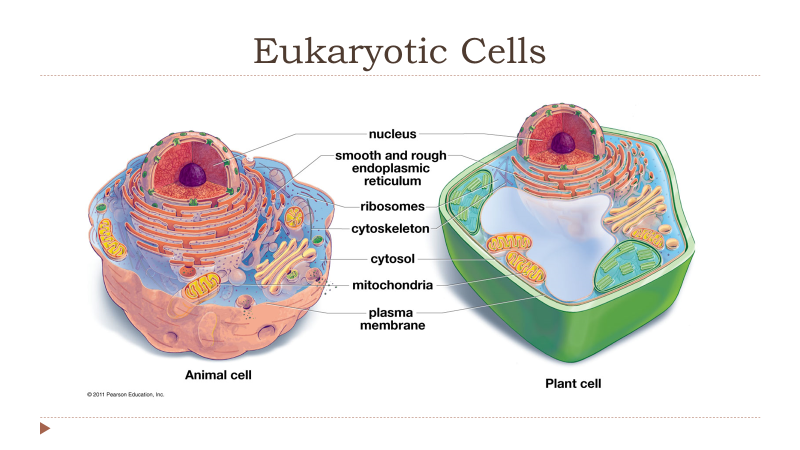 Eukaryotic Cells
nucleus
smooth and rough
endoplasmic
reticulum
ribosomes
cytoskeleton
cytosol
mitochondria
plasma
membrane
Animal cell
Plant cell
© 2011 Pearson Education, Inc.